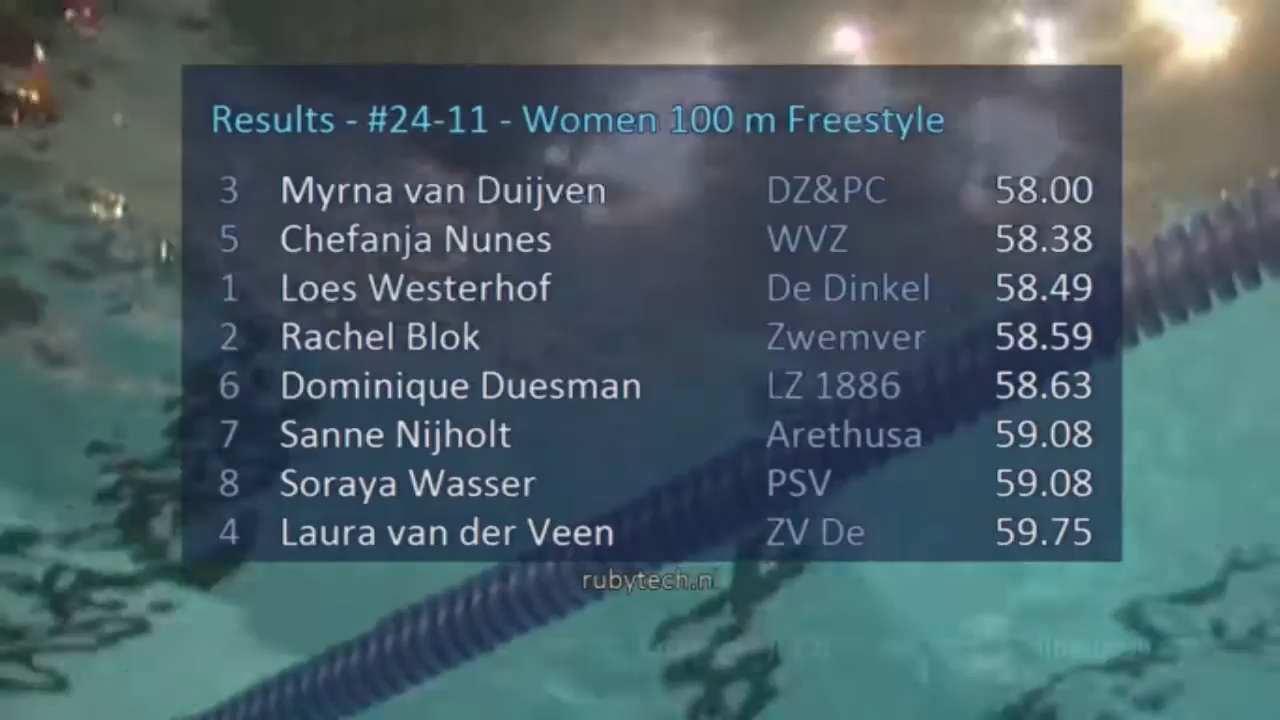 Results - #24-11 - Women 100 m Freestyle
3 Myrna van Duijven DZ&PC 58.00
5 Chefanja Nunes WVZ 58.38
1 Loes Westerhof De Dinkel 58.49
2 Rachel Blok Zwemver 58.59
6 Dominique Duesman LZ 1886 58.63
7 Sanne Nijholt Arethusa 59.08
8 Soraya Wasser PSV 59.08
4 Laura van der Veen ZV De 59.75
rubytech.nl